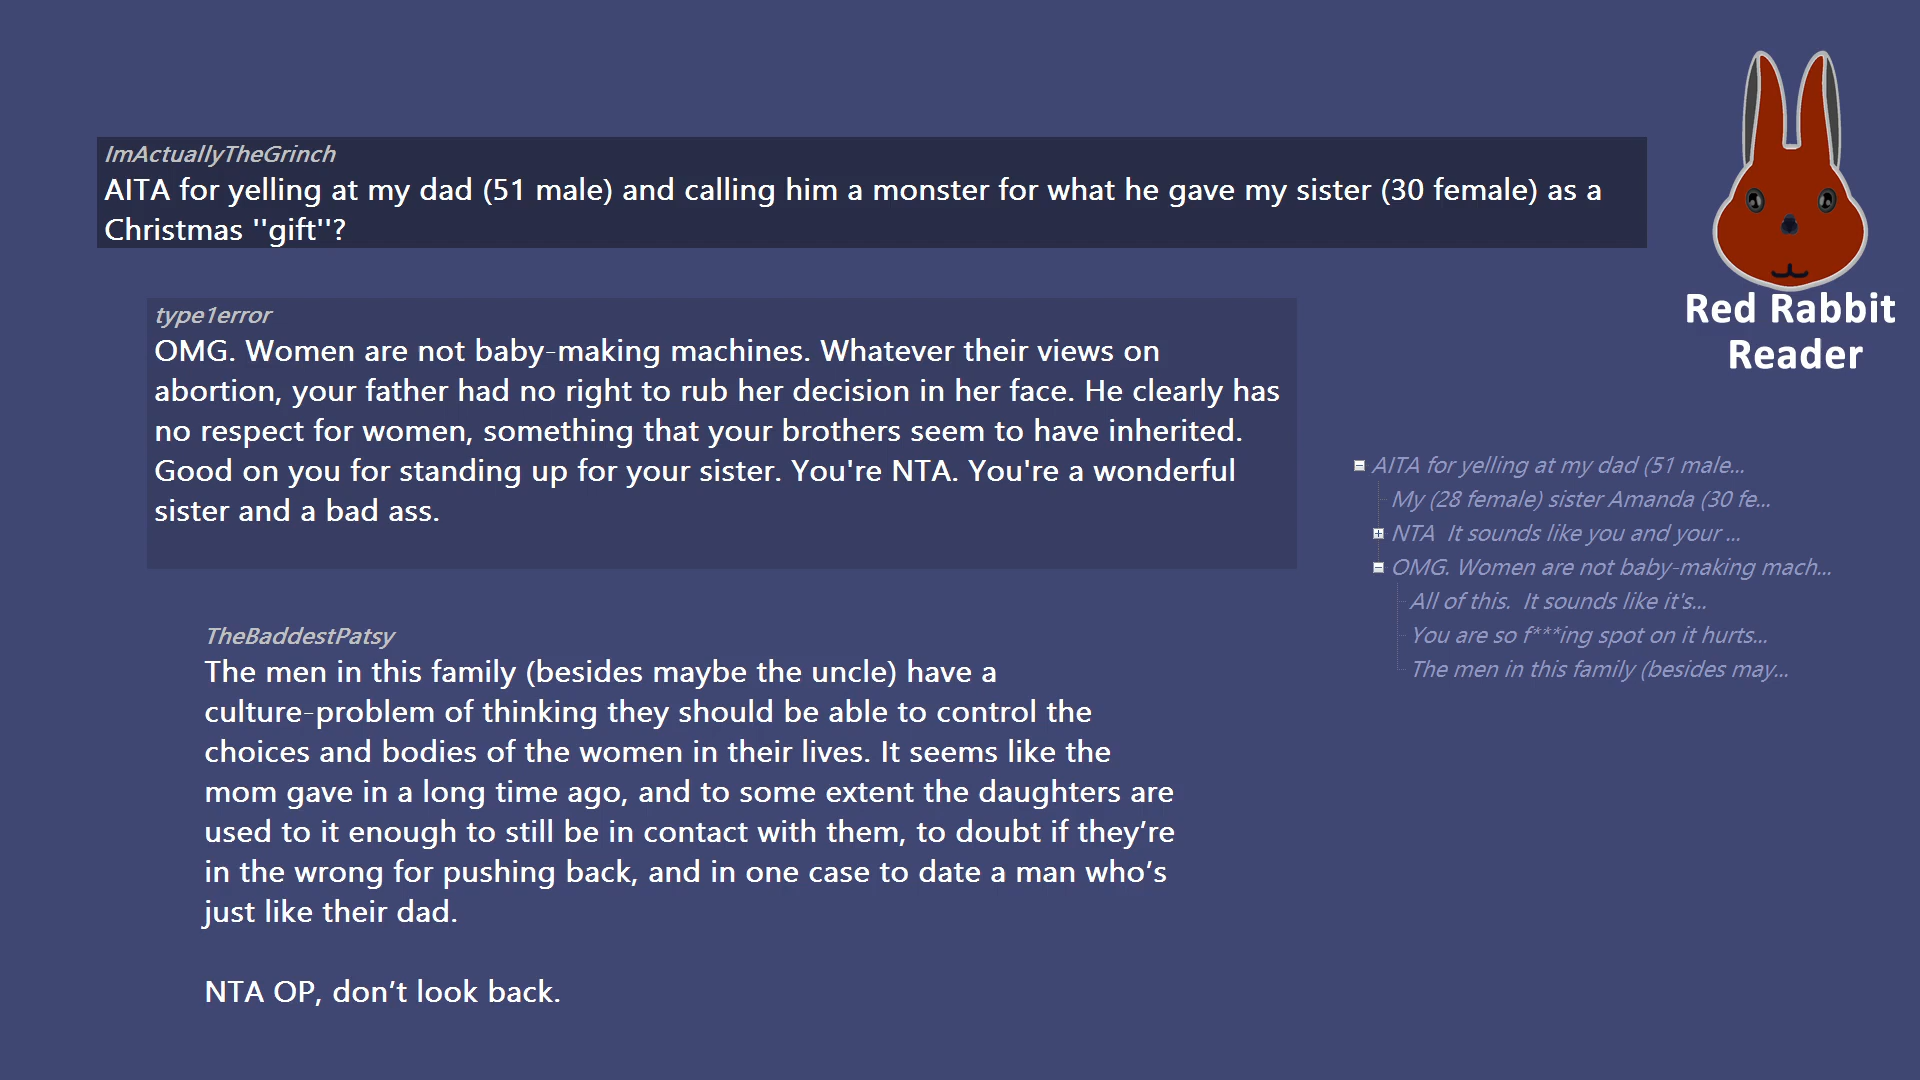 ImActuallyTheGrinch
AITA for yelling at my dad (51 male) and calling him a monster for what he gave my sister (30 female) as a
Christmas ''gift''?
type1error
OMG. Women are not baby-making machines. Whatever their views on
abortion, your father had no right to rub her decision in her face. He clearly has
no respect for women, something that your brothers seem to have inherited.
Good on you for standing up for your sister. You're NTA. You're a wonderful
sister and a bad ass.
TheBaddestPatsy
The men in this family (besides maybe the uncle) have a
culture-problem of thinking they should be able to control the
choices and bodies of the women in their lives. It seems like the
mom gave in a long time ago, and to some extent the daughters are
used to it enough to still be in contact with them, to doubt if they’re
in the wrong for pushing back, and in one case to date a man who’s
just like their dad.
NTA OP, don’t look back.
Red Rabbit
Reader
AITA for yelling at my dad (51 male...
My (28 female) sister Amanda (30 fe...
NTA  It sounds like you and your ...
OMG. Women are not baby-making mach...
All of this.  It sounds like it's...
You are so f***ing spot on it hurts...
The men in this family (besides may...